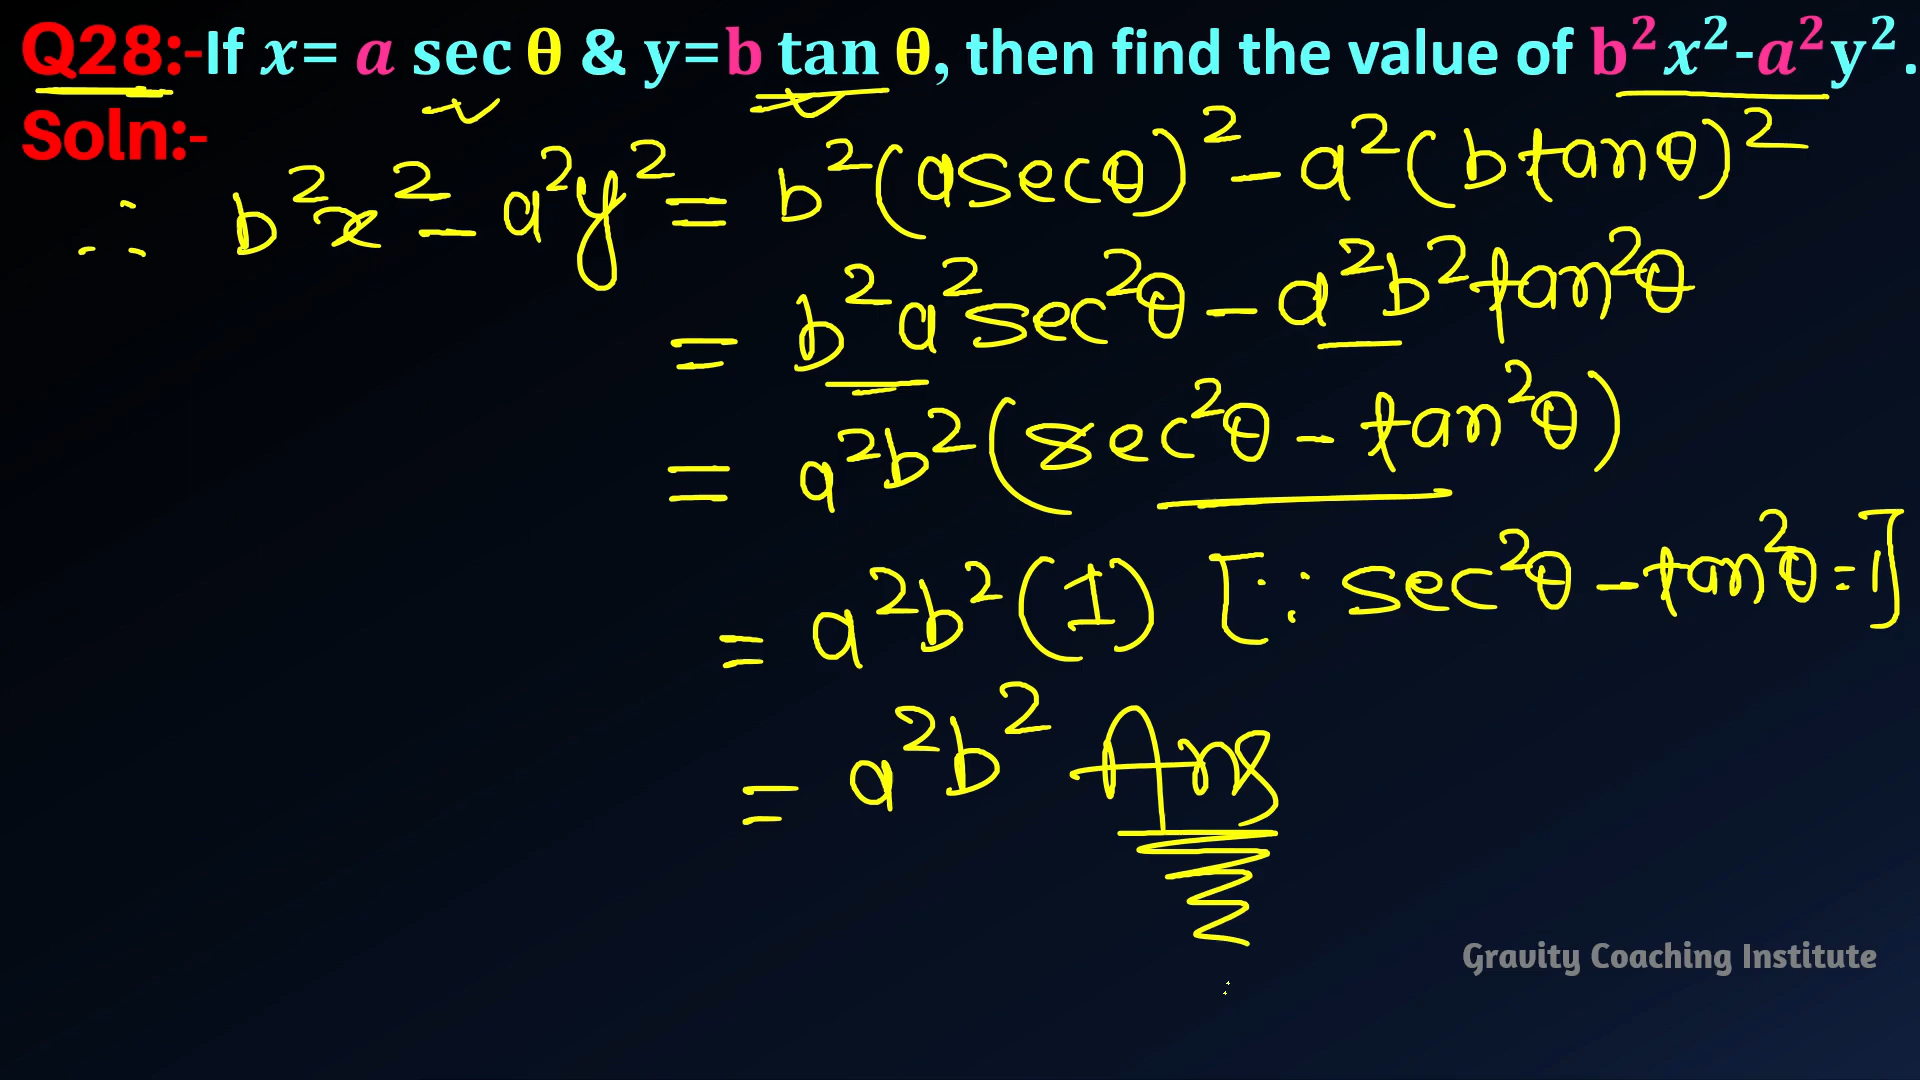 Q28:-If x= a sec θ & y=b tan θ, then find the value of b²x²-a²y².
Soln:-
∴ b²x² - a²y² = b²(asecθ)² - a²(btanθ)²
= b²a²sec²θ - a²b²tan²θ
= a²b²(sec²θ - tan²θ)
= a²b²(1) [∵ sec²θ - tan²θ = 1]
= a²b² Ans
Gravity Coaching Institute